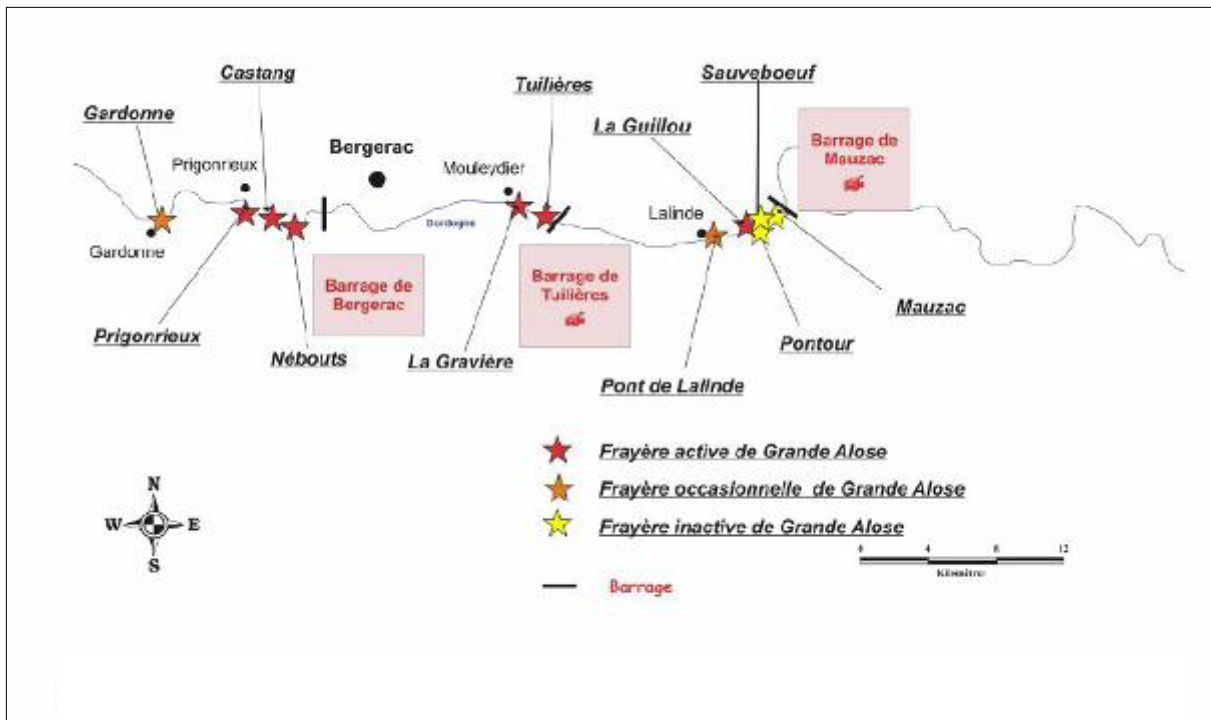 Castang
Sauveboeuf
Tuilières
Gardonne
La Guillou
Barrage de
Mauzac
Bergerac
Prigonrieux
Mouleydier
Lalinde
Dordogne
Gardonne
Barrage de
Bergerac
Barrage de
Tuilières
Mauzac
Prigonrieux
Nébouts
La Gravière
Pontour
Pont de Lalinde
Frayère active de Grande Alose
Frayère occasionnelle de Grande Alose
Frayère inactive de Grande Alose
N
W
E
S
0 4 8 12
Kilomètres
Barrage